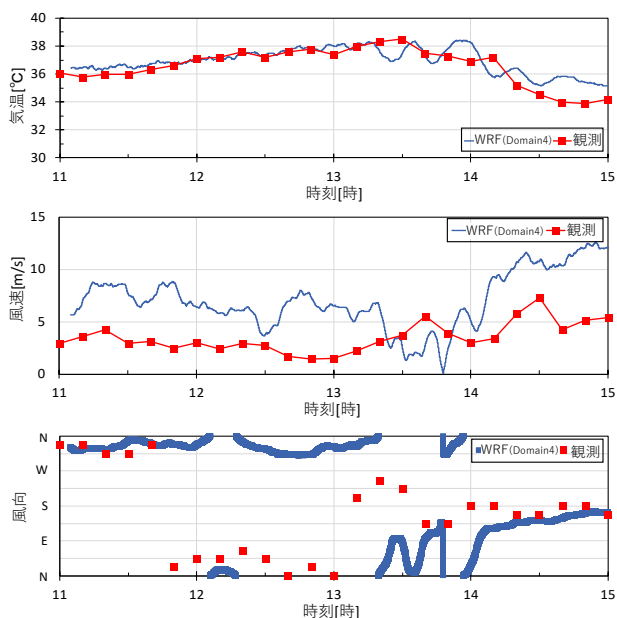 40
38
36
34
32
30
気温[℃]
WRF(Domain4) 観測
11 12 13 14 15
時刻[時]
15
10
5
0
風速[m/s]
WRF(Domain4) 観測
11 12 13 14 15
時刻[時]
N
W
S
E
N
風向
WRF(Domain4) 観測
11 12 13 14 15
時刻[時]